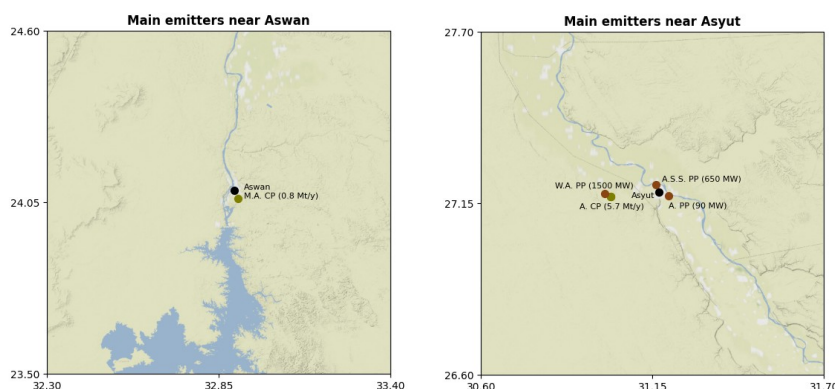 Main emitters near Aswan
24.60
24.05
23.50
32.30
32.85
33.40
Aswan
M.A. CP (0.8 Mt/y)
Main emitters near Asyut
27.70
27.15
26.60
30.60
31.15
31.70
A.S.S. PP (650 MW)
W.A. PP (1500 MW)
Asyut
A. CP (5.7 Mt/y)
A. PP (90 MW)